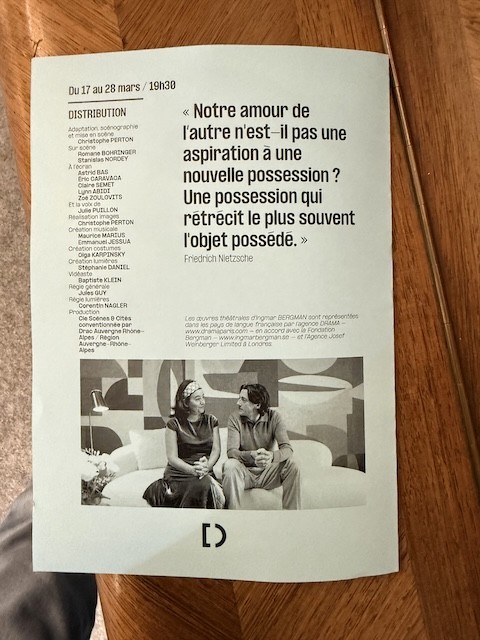 Du 17 au 28 mars / 19h30
DISTRIBUTION
Adaptation, scénographie
et mise en scène
Christophe PERTON
Sur scène
Romane BOHRINGER
Stanislas NORDEY
À l'écran
Astrid BAS
Éric CARAVACA
Claire SEMET
Lynn ABIDI
Zoé ZOULOVITS
Et la voix de
Julie PUILLON
Réalisation images
Christophe PERTON
Création musicale
Maurice MARIUS
Emmanuel JESSUA
Création costumes
Olga KARPINSKY
Création lumières
Stéphanie DANIEL
Vidéaste
Baptiste KLEIN
Régie générale
Jules GUY
Régie lumières
Corentin NAGLER
Production
Cie Scènes & Cités
conventionnée par
Drac Auvergne Rhône-
Alpes / Région
Auvergne-Rhône-
Alpes
« Notre amour de
l'autre n'est-il pas une
aspiration à une
nouvelle possession ?
Une possession qui
rétrécit le plus souvent
l'objet possédé. »
Friedrich Nietzsche
Les œuvres théâtrales d'Ingmar BERGMAN sont représentées
dans les pays de langue française par l'agence DRAMA –
www.dramaparis.com – en accord avec la Fondation
Bergman – www.ingmarbergman.se – et l'Agence Josef
Weinberger Limited à Londres.